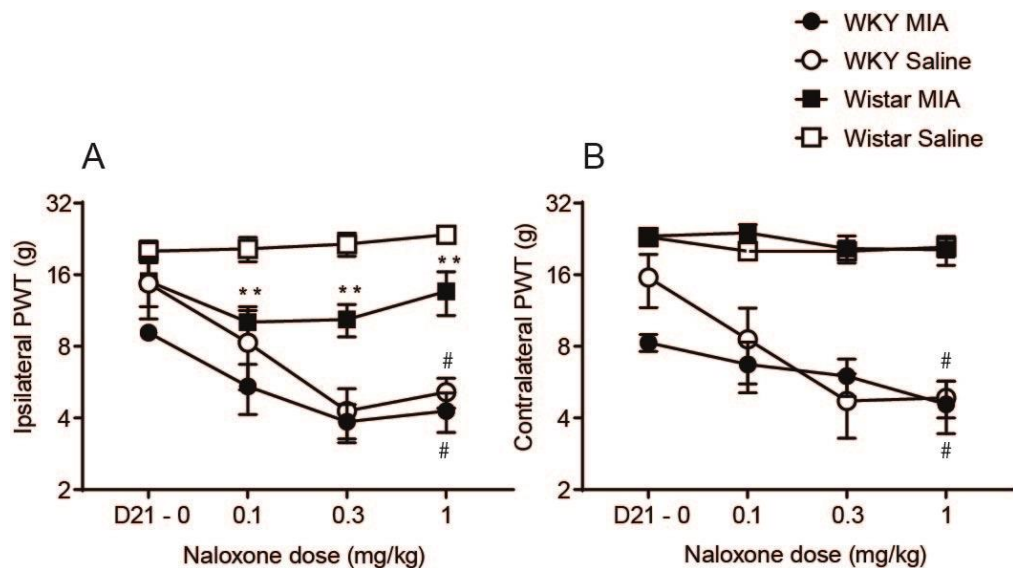 WKY MIA
WKY Saline
Wistar MIA
Wistar Saline
A
Ipsilateral PWT (g)
32
16
8
4
2
**
**
**
#
#
D21 - 0 0.1 0.3 1
Naloxone dose (mg/kg)
B
Contralateral PWT (g)
32
16
8
4
2
#
#
D21 - 0 0.1 0.3 1
Naloxone dose (mg/kg)